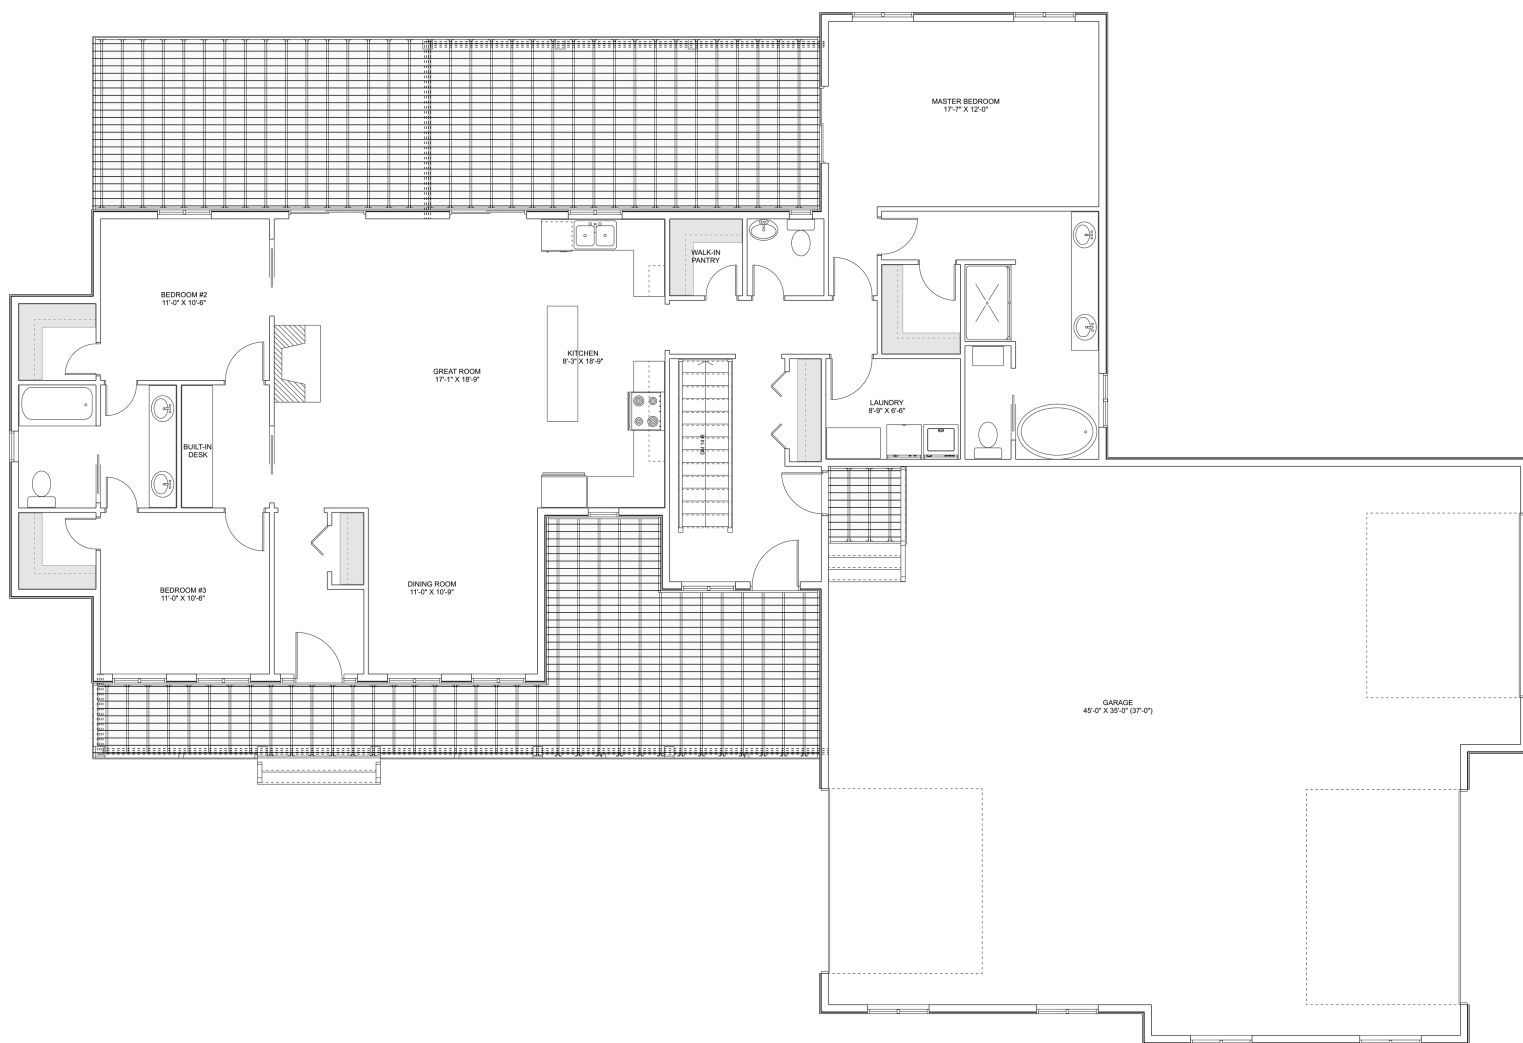 MASTER BEDROOM
17'-7" X 12'-0"
WALK-IN
PANTRY
BEDROOM #2
11'-0" X 10'-6"
KITCHEN
8'-3" X 18'-9"
GREAT ROOM
17'-1" X 18'-9"
LAUNDRY
8'-9" X 6'-6"
BUILT-IN
DESK
DN 14 R
DINING ROOM
11'-0" X 10'-9"
BEDROOM #3
11'-0" X 10'-6"
GARAGE
45'-0" X 35'-0" (37'-0")